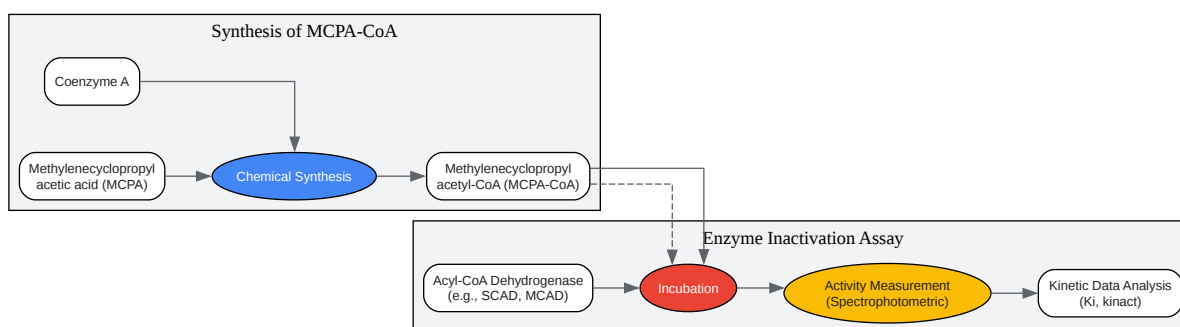 Synthesis of MCPA-CoA
Coenzyme A
Methylenecyclopropyl
acetic acid (MCPA)
Chemical Synthesis
Methylenecyclopropyl
acetyl-CoA (MCPA-CoA)
Enzyme Inactivation Assay
Acyl-CoA Dehydrogenase
(e.g., SCAD, MCAD)
Incubation
Activity Measurement
(Spectrophotometric)
Kinetic Data Analysis
(Ki, kinact)